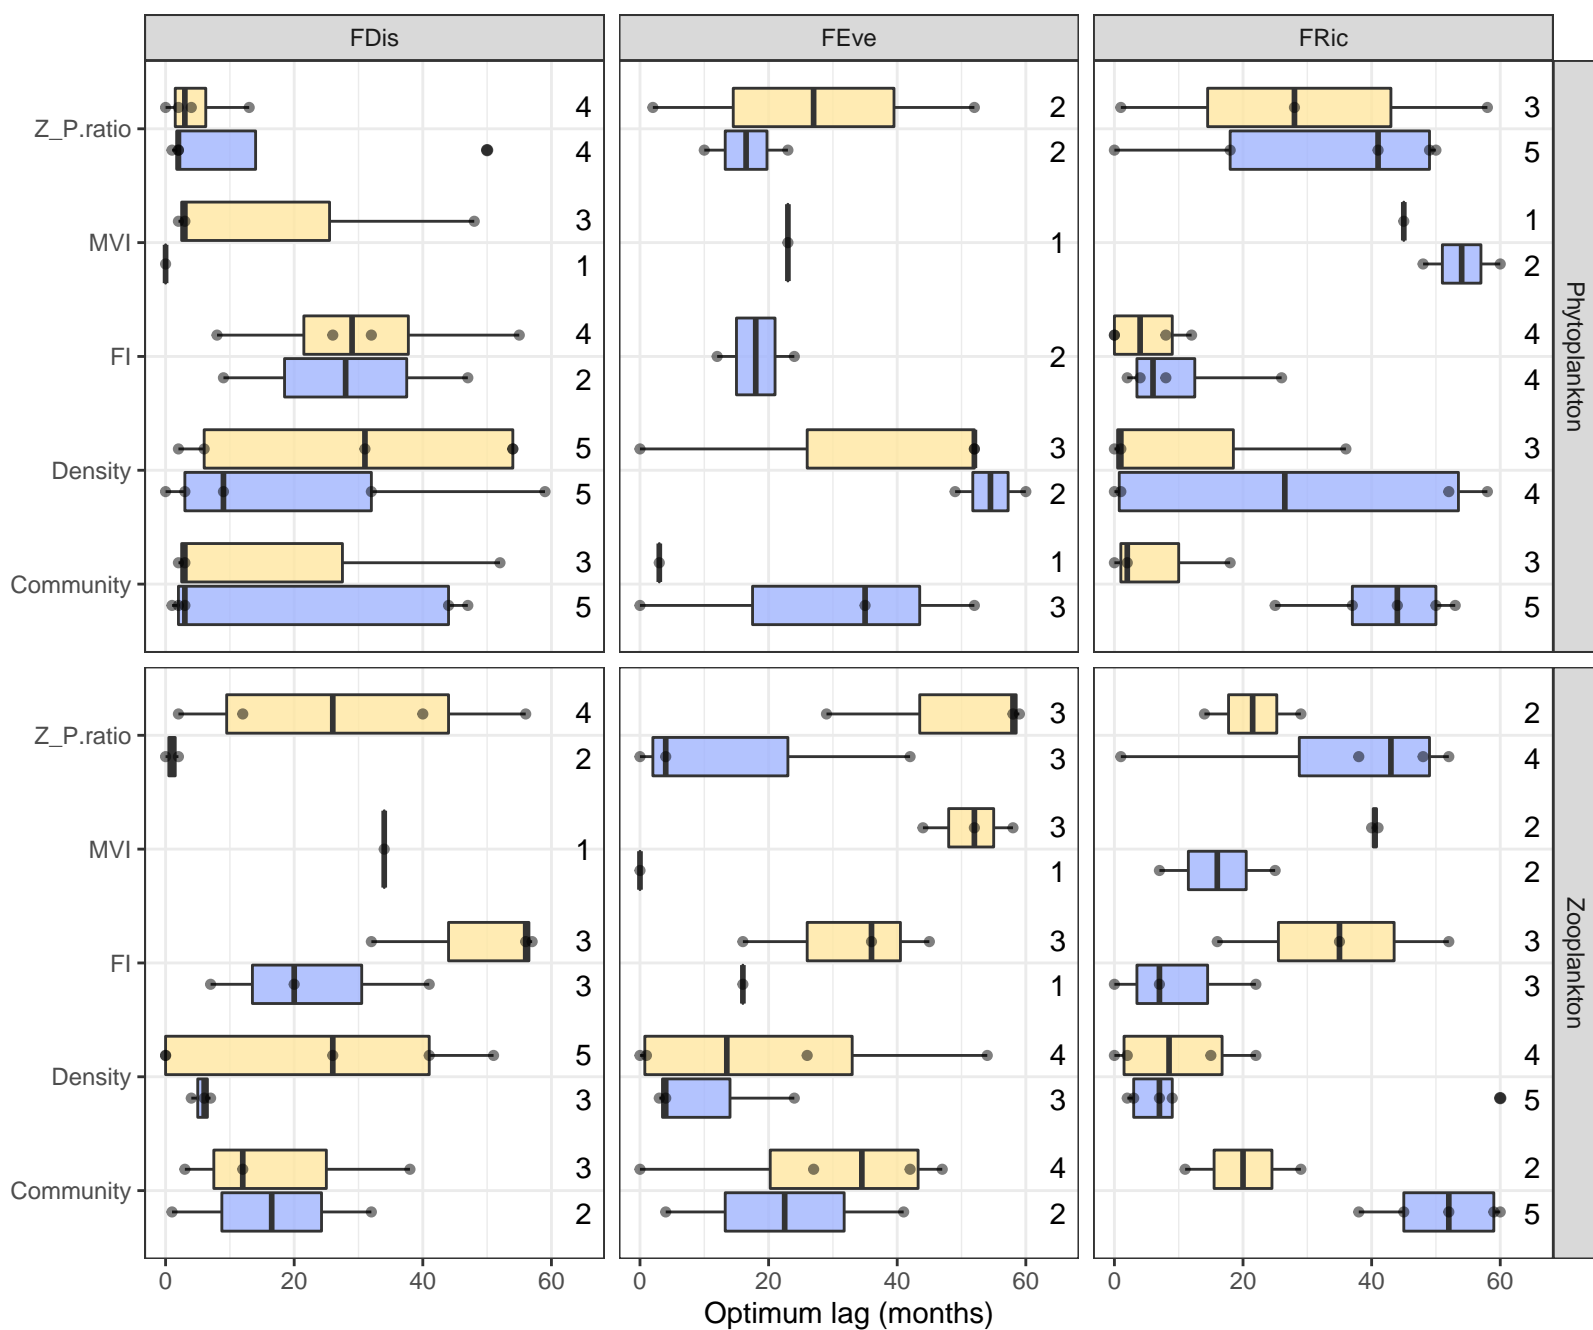 FDis FEve FRic
Z_P.ratio 4 2 3
4 2 5
MVI 3 1 1
1 2
FI 4 2 4
2 4
Density 5 3 3
5 2 4
Community 3 1 3
5 3 5
Phytoplankton
Z_P.ratio 4 3 2
2 3 4
MVI 1 3 2
1 2
FI 3 3 3
3 1 3
Density 5 4 4
3 3 5
Community 3 4 2
2 2 5
Zooplankton
0 20 40 60 0 20 40 60 0 20 40 60
Optimum lag (months)